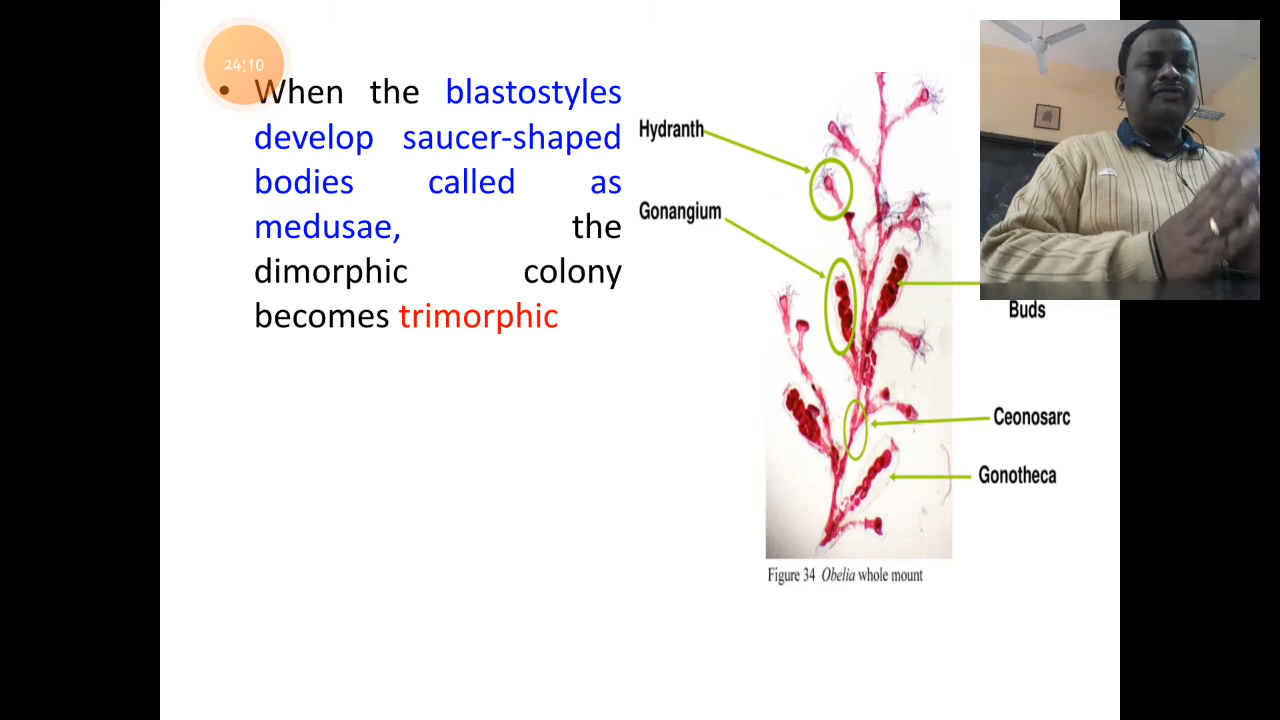 24:10
• When the blastostyles
develop saucer-shaped
bodies called as
medusae, the
dimorphic colony
becomes trimorphic
Hydranth
Gonangium
Buds
Ceonosarc
Gonotheca
Figure 34 Obelia whole mount